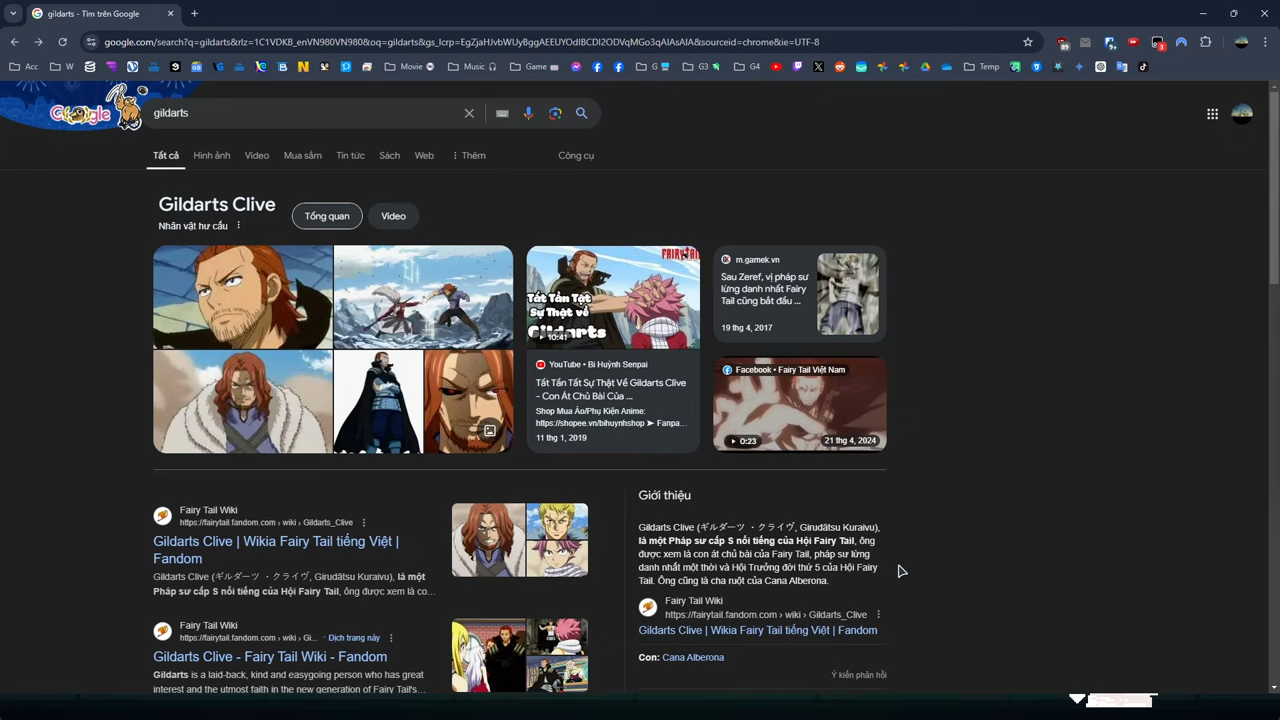 gildarts - Tìm trên Google
google.com/search?q=gildarts&rlz=1C1VDKB_enVN980VN980&oq=gildarts&gs_lcrp=EgZjaHJvbWUyBggAEEUYOdIBCDI2ODVqMGo3qAIAsAIA&sourceid=chrome&ie=UTF-8
Acc W Movie Music Game G G3 G4 Temp
Google gildarts
Tất cả Hình ảnh Video Mua sắm Tin tức Sách Web Thêm Công cụ
Gildarts Clive
Nhân vật hư cấu
Tổng quan Video
FAIRY TAIL
Tất Tần Tật
Sự Thật về
Gildarts
10:41
YouTube • Bi Huỳnh Senpai
Tất Tần Tất Sự Thật Về Gildarts Clive
- Con Át Chủ Bài Của ...
Shop Mua Áo/Phụ Kiện Anime:
https://shopee.vn/bihuynhshop ➤ Fanpa...
11 thg 1, 2019
m.gamek.vn
Sau Zeref, vị pháp sư
lừng danh nhất Fairy
Tail cũng bắt đầu ...
19 thg 4, 2017
Facebook • Fairy Tail Việt Nam
0:23
21 thg 4, 2024
Fairy Tail Wiki
https://fairytail.fandom.com › wiki › Gildarts_Clive
Gildarts Clive | Wikia Fairy Tail tiếng Việt |
Fandom
Gildarts Clive (ギルダーツ ・クライヴ, Girudātsu Kuraivu), là một
Pháp sư cấp S nổi tiếng của Hội Fairy Tail, ông được xem là co...
Fairy Tail Wiki
https://fairytail.fandom.com › wiki › Gi... · Dịch trang này
Gildarts Clive - Fairy Tail Wiki - Fandom
Gildarts is a laid-back, kind and easygoing person who has great
interest and the utmost faith in the new generation of Fairy Tail's...
Giới thiệu
Gildarts Clive (ギルダーツ ・クライヴ, Girudātsu Kuraivu),
là một Pháp sư cấp S nổi tiếng của Hội Fairy Tail, ông
được xem là con át chủ bài của Fairy Tail, pháp sư lừng
danh nhất một thời và Hội Trưởng đời thứ 5 của Hội Fairy
Tail. Ông cũng là cha ruột của Cana Alberona.
Fairy Tail Wiki
https://fairytail.fandom.com › wiki › Gildarts_Clive
Gildarts Clive | Wikia Fairy Tail tiếng Việt | Fandom
Con: Cana Alberona
Ý kiến phản hồi